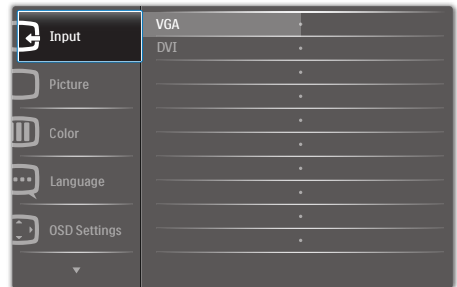 Input
Picture
Color
Language
OSD Settings
VGA
DVI